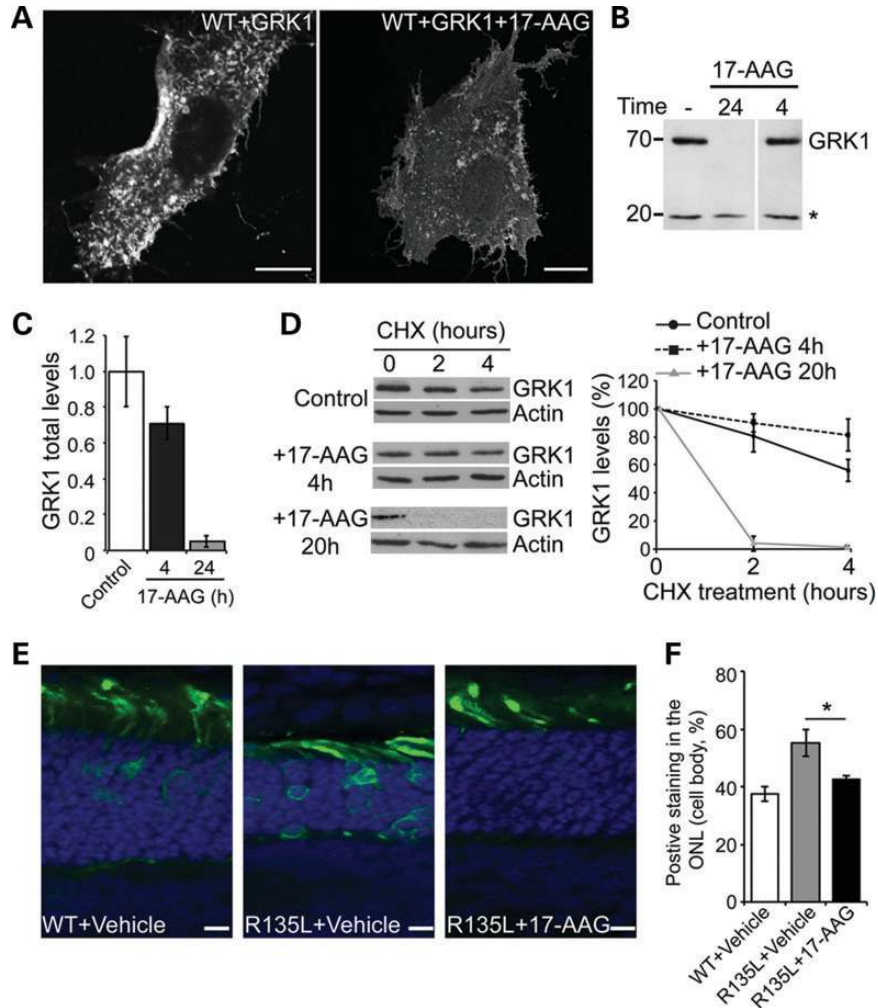 A
WT+GRK1
WT+GRK1+17-AAG
B
17-AAG
Time - 24 4
70 GRK1
20 *
C
GRK1 total levels
1.2
1.0
0.8
0.6
0.4
0.2
0
Control
4 24
17-AAG (h)
D
CHX (hours)
0 2 4
Control GRK1
Actin
+17-AAG GRK1
4h Actin
+17-AAG GRK1
20h Actin
Control
+17-AAG 4h
+17-AAG 20h
GRK1 levels (%)
120
100
80
60
40
20
0
0 2 4
CHX treatment (hours)
E
WT+Vehicle
R135L+Vehicle
R135L+17-AAG
F
Postive staining in the
ONL (cell body, %)
80
60
40
20
0
*
WT+Vehicle
R135L+Vehicle
R135L+17-AAG